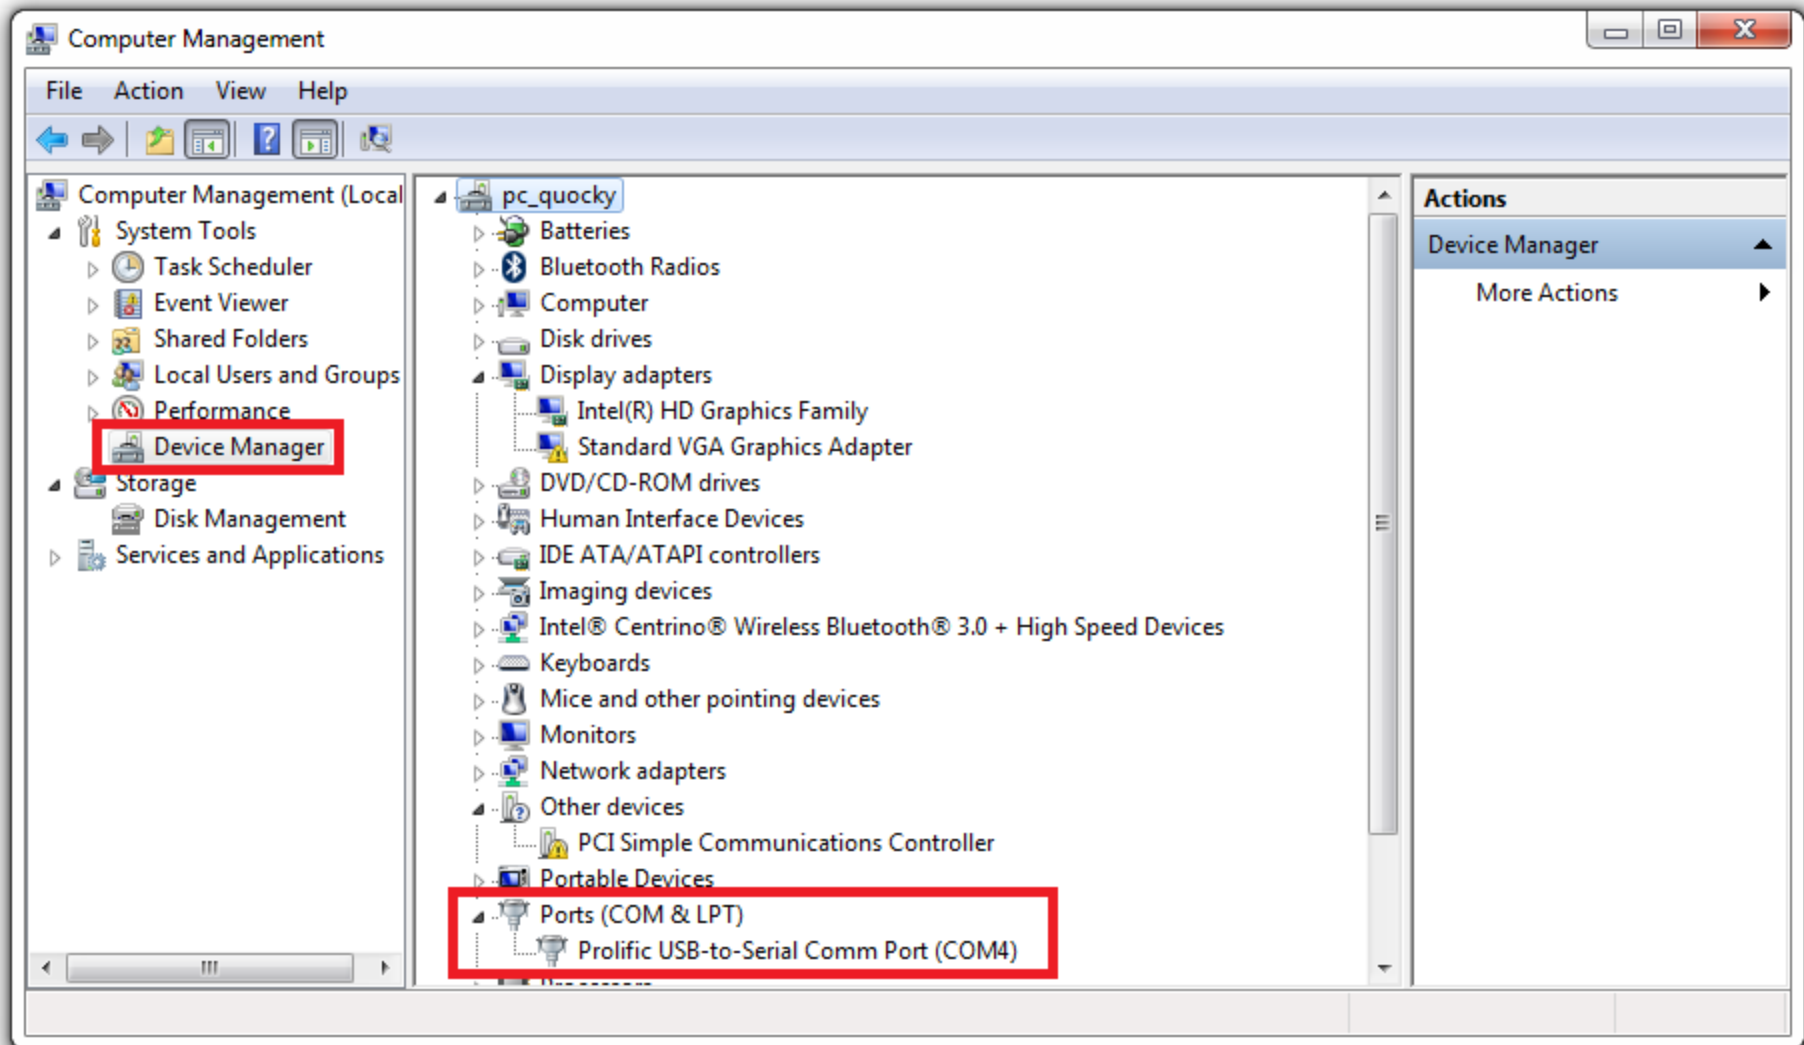 Computer Management
File Action View Help
Computer Management (Local
System Tools
Task Scheduler
Event Viewer
Shared Folders
Local Users and Groups
Performance
Device Manager
Storage
Disk Management
Services and Applications
pc_quocky
Batteries
Bluetooth Radios
Computer
Disk drives
Display adapters
Intel(R) HD Graphics Family
Standard VGA Graphics Adapter
DVD/CD-ROM drives
Human Interface Devices
IDE ATA/ATAPI controllers
Imaging devices
Intel® Centrino® Wireless Bluetooth® 3.0 + High Speed Devices
Keyboards
Mice and other pointing devices
Monitors
Network adapters
Other devices
PCI Simple Communications Controller
Portable Devices
Ports (COM & LPT)
Prolific USB-to-Serial Comm Port (COM4)
Actions
Device Manager
More Actions